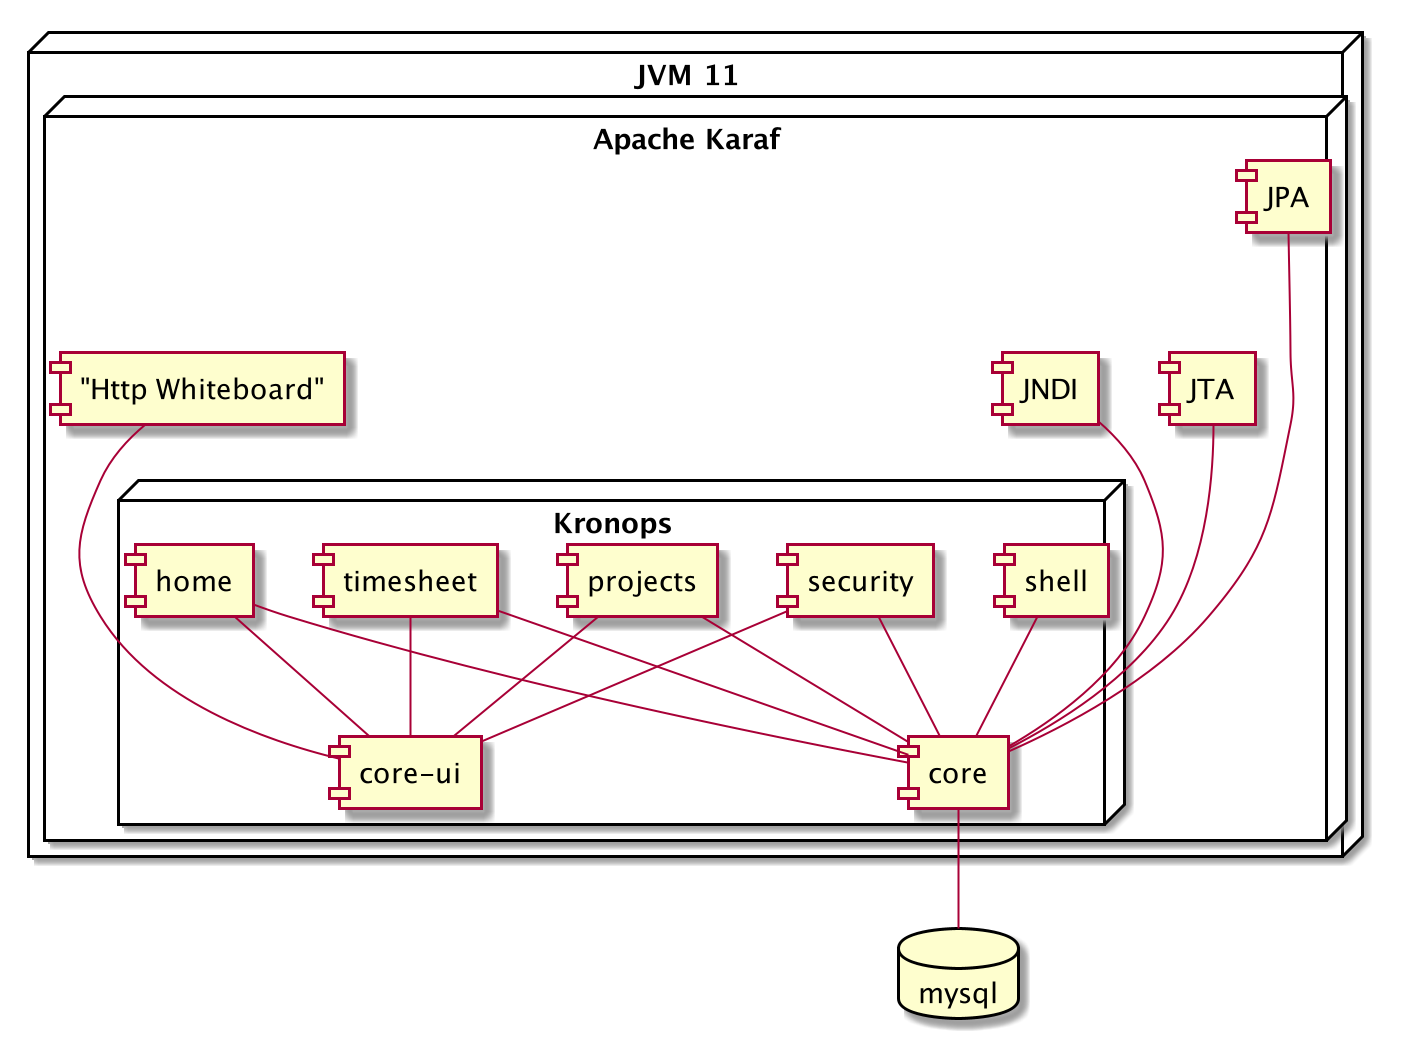 JVM 11
Apache Karaf
JPA
"Http Whiteboard"
JNDI
JTA
Kronops
home
timesheet
projects
security
shell
core-ui
core
mysql